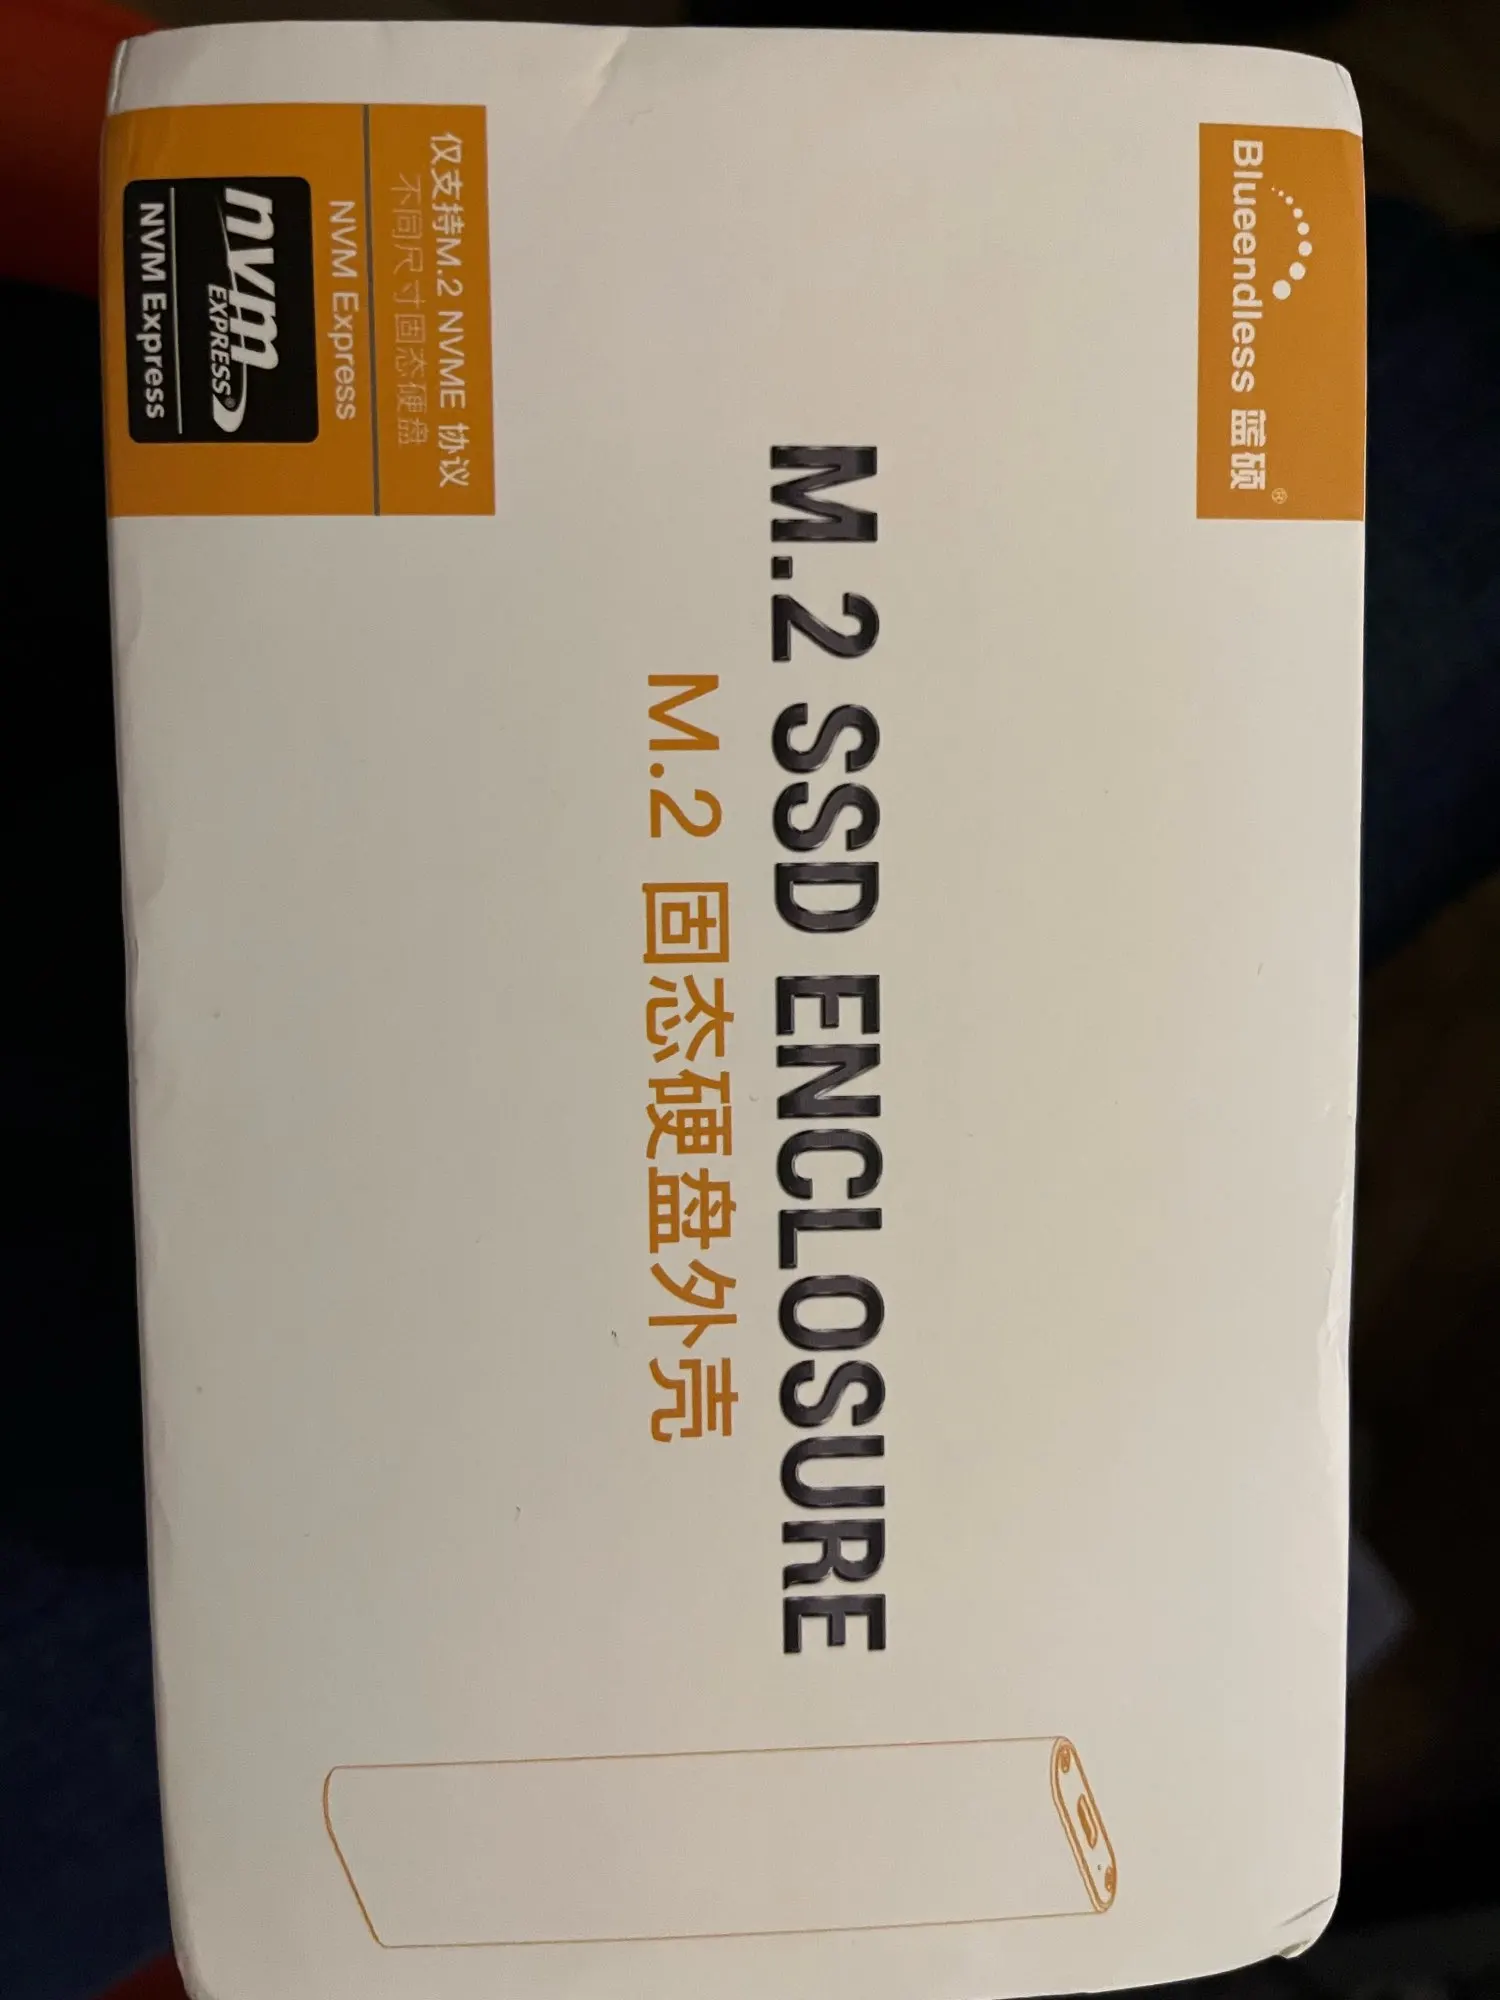 Blueendless 蓝硕®
M.2 SSD ENCLOSURE
M.2 固态硬盘外壳
仅支持M.2 NVME 协议
不同尺寸固态硬盘
NVM Express
nvm
EXPRESS®
NVM Express